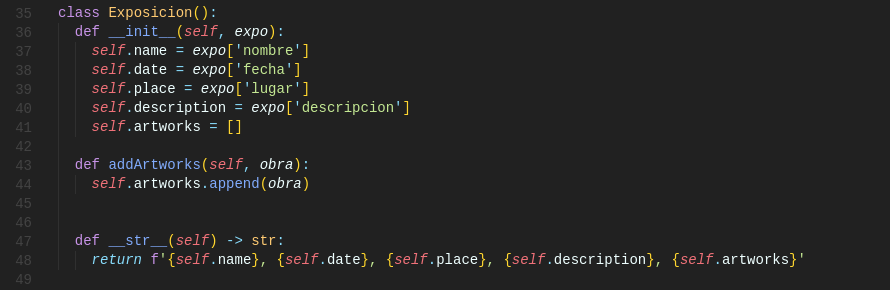 35 class Exposicion():
36 def __init__(self, expo):
37 self.name = expo['nombre']
38 self.date = expo['fecha']
39 self.place = expo['lugar']
40 self.description = expo['descripcion']
41 self.artworks = []
42
43 def addArtworks(self, obra):
44 self.artworks.append(obra)
45
46
47 def __str__(self) -> str:
48 return f'{self.name}, {self.date}, {self.place}, {self.description}, {self.artworks}'
49